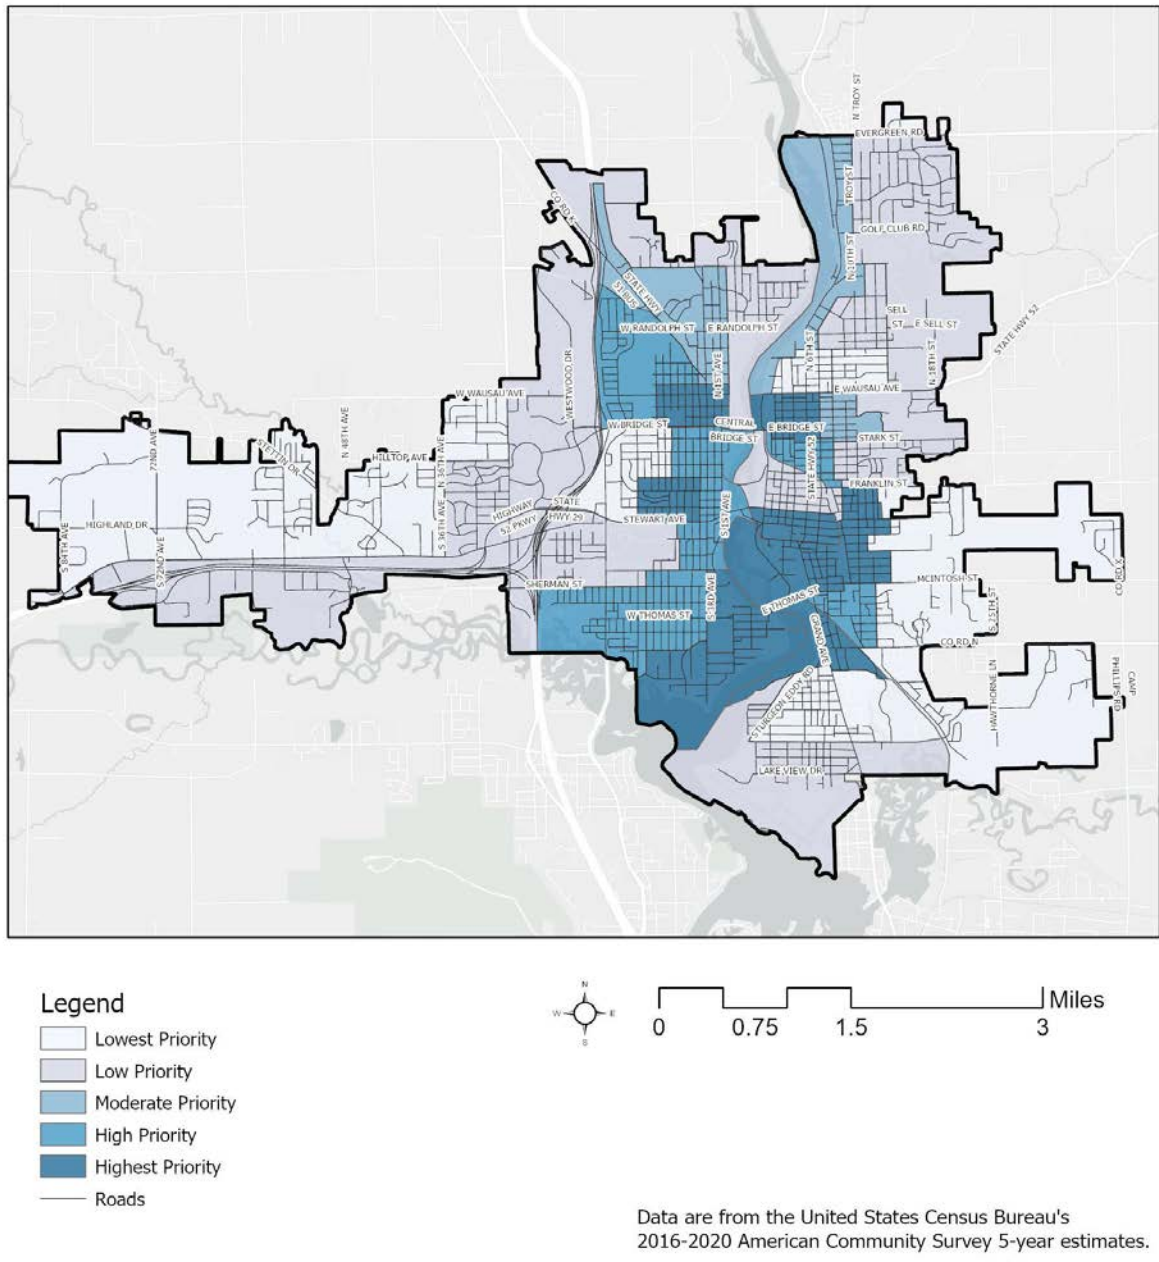 N TROY ST
EVERGREEN RD
TROY ST
CO RD K
GOLF CLUB RD
N 10TH ST
STATE HWY
51 BUS
SELL
ST
E SELL ST
W RANDOLPH ST
E RANDOLPH ST
N 6TH ST
STATE HWY 52
N 18TH ST
WESTWOOD DR
N 1ST AVE
W WAUSAU AVE
E WAUSAU AVE
72ND AVE
N 48TH AVE
W BRIDGE ST
CENTRAL
BRIDGE ST
E BRIDGE ST
STARK ST
STETTIN DR
HILLTOP AVE
N 36TH AVE
STATE HWY 52
FRANKLIN ST
HIGHLAND DR
S 84TH AVE
S 72ND AVE
S 36TH AVE
HIGHWAY
52 PKWY
STATE
HWY 29
STEWART AVE
S 1ST AVE
SHERMAN ST
S 3RD AVE
MCINTOSH ST
CO RD X
W THOMAS ST
E THOMAS ST
S 25TH ST
GRAND AVE
CO RD N
STURGEON EDDY RD
HAWTHORNE LN
CAMP
PHILLIPS RD
LAKE VIEW DR
Legend
Lowest Priority
Low Priority
Moderate Priority
High Priority
Highest Priority
Roads
N
W
E
S
Miles
0
0.75
1.5
3
Data are from the United States Census Bureau's
2016-2020 American Community Survey 5-year estimates.